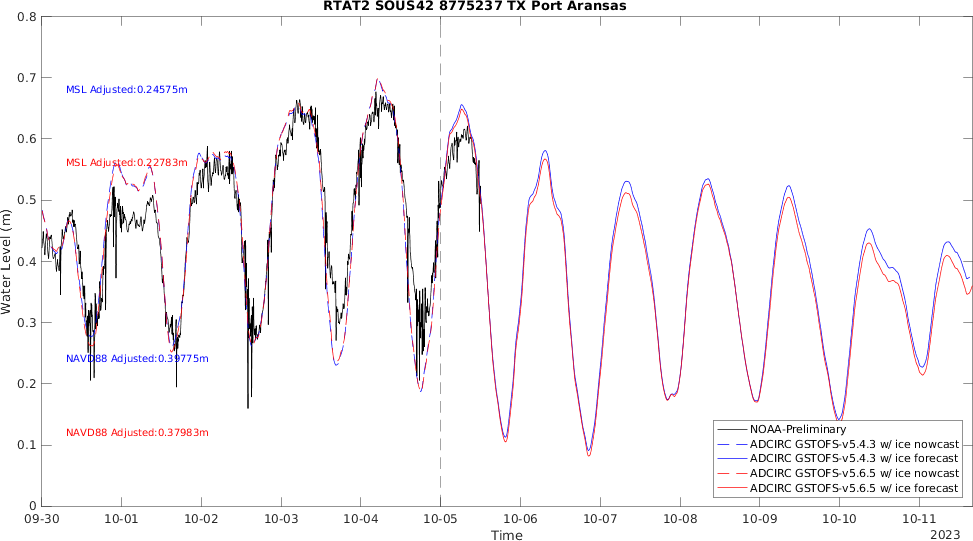 RTAT2 SOUS42 8775237 TX Port Aransas
Water Level (m)
0.8
0.7
0.6
0.5
0.4
0.3
0.2
0.1
0
MSL Adjusted:0.24575m
MSL Adjusted:0.22783m
NAVD88 Adjusted:0.39775m
NAVD88 Adjusted:0.37983m
NOAA-Preliminary
ADCIRC GSTOFS-v5.4.3 w/ ice nowcast
ADCIRC GSTOFS-v5.4.3 w/ ice forecast
ADCIRC GSTOFS-v5.6.5 w/ ice nowcast
ADCIRC GSTOFS-v5.6.5 w/ ice forecast
09-30 10-01 10-02 10-03 10-04 10-05 10-06 10-07 10-08 10-09 10-10 10-11
Time
2023